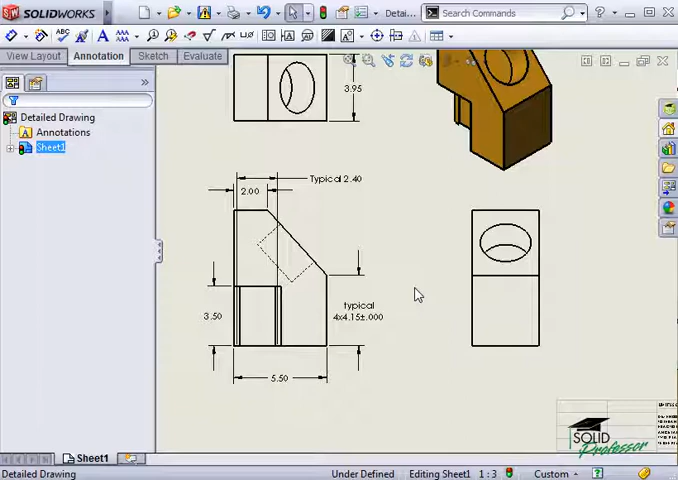 SOLIDWORKS
Detai...
Search Commands
View Layout
Annotation
Sketch
Evaluate
Detailed Drawing
Annotations
Sheet1
3.95
Typical 2.40
2.00
3.50
typical
4x4.15±.000
5.50
SOLID
Professor
Sheet1
Detailed Drawing
Under Defined
Editing Sheet1
1 : 3
Custom